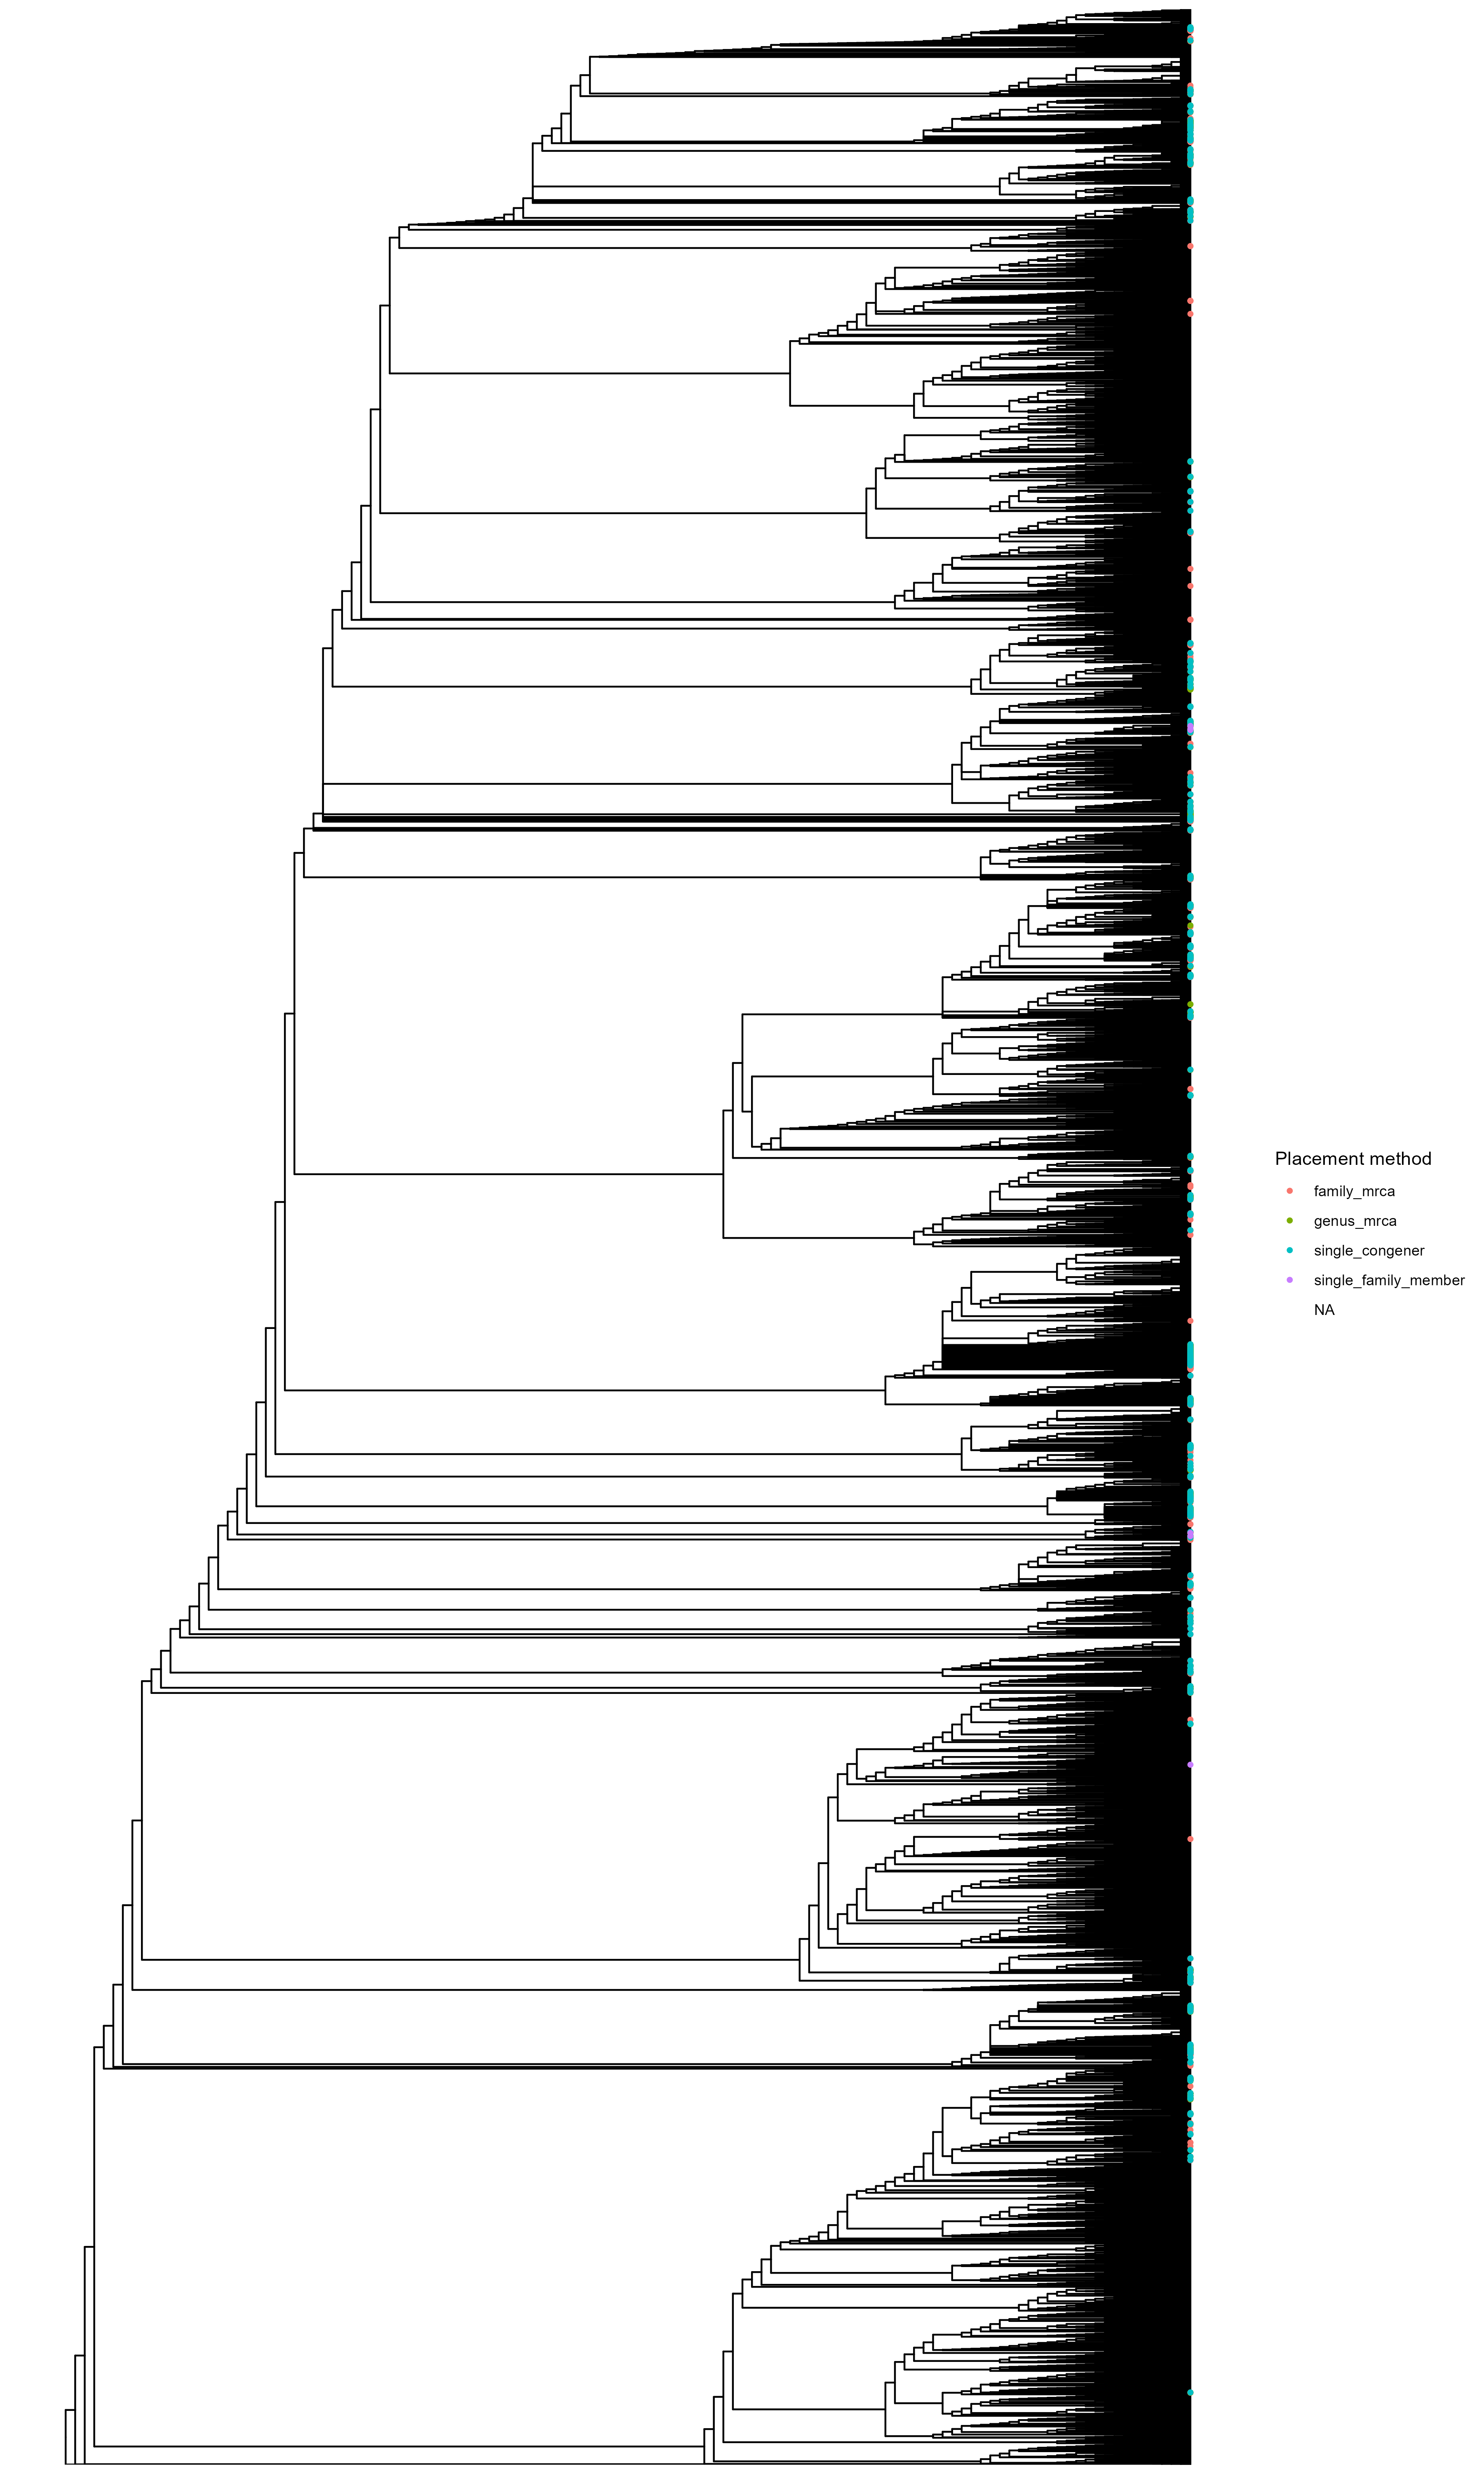 Placement method
family_mrca
genus_mrca
single_congener
single_family_member
NA